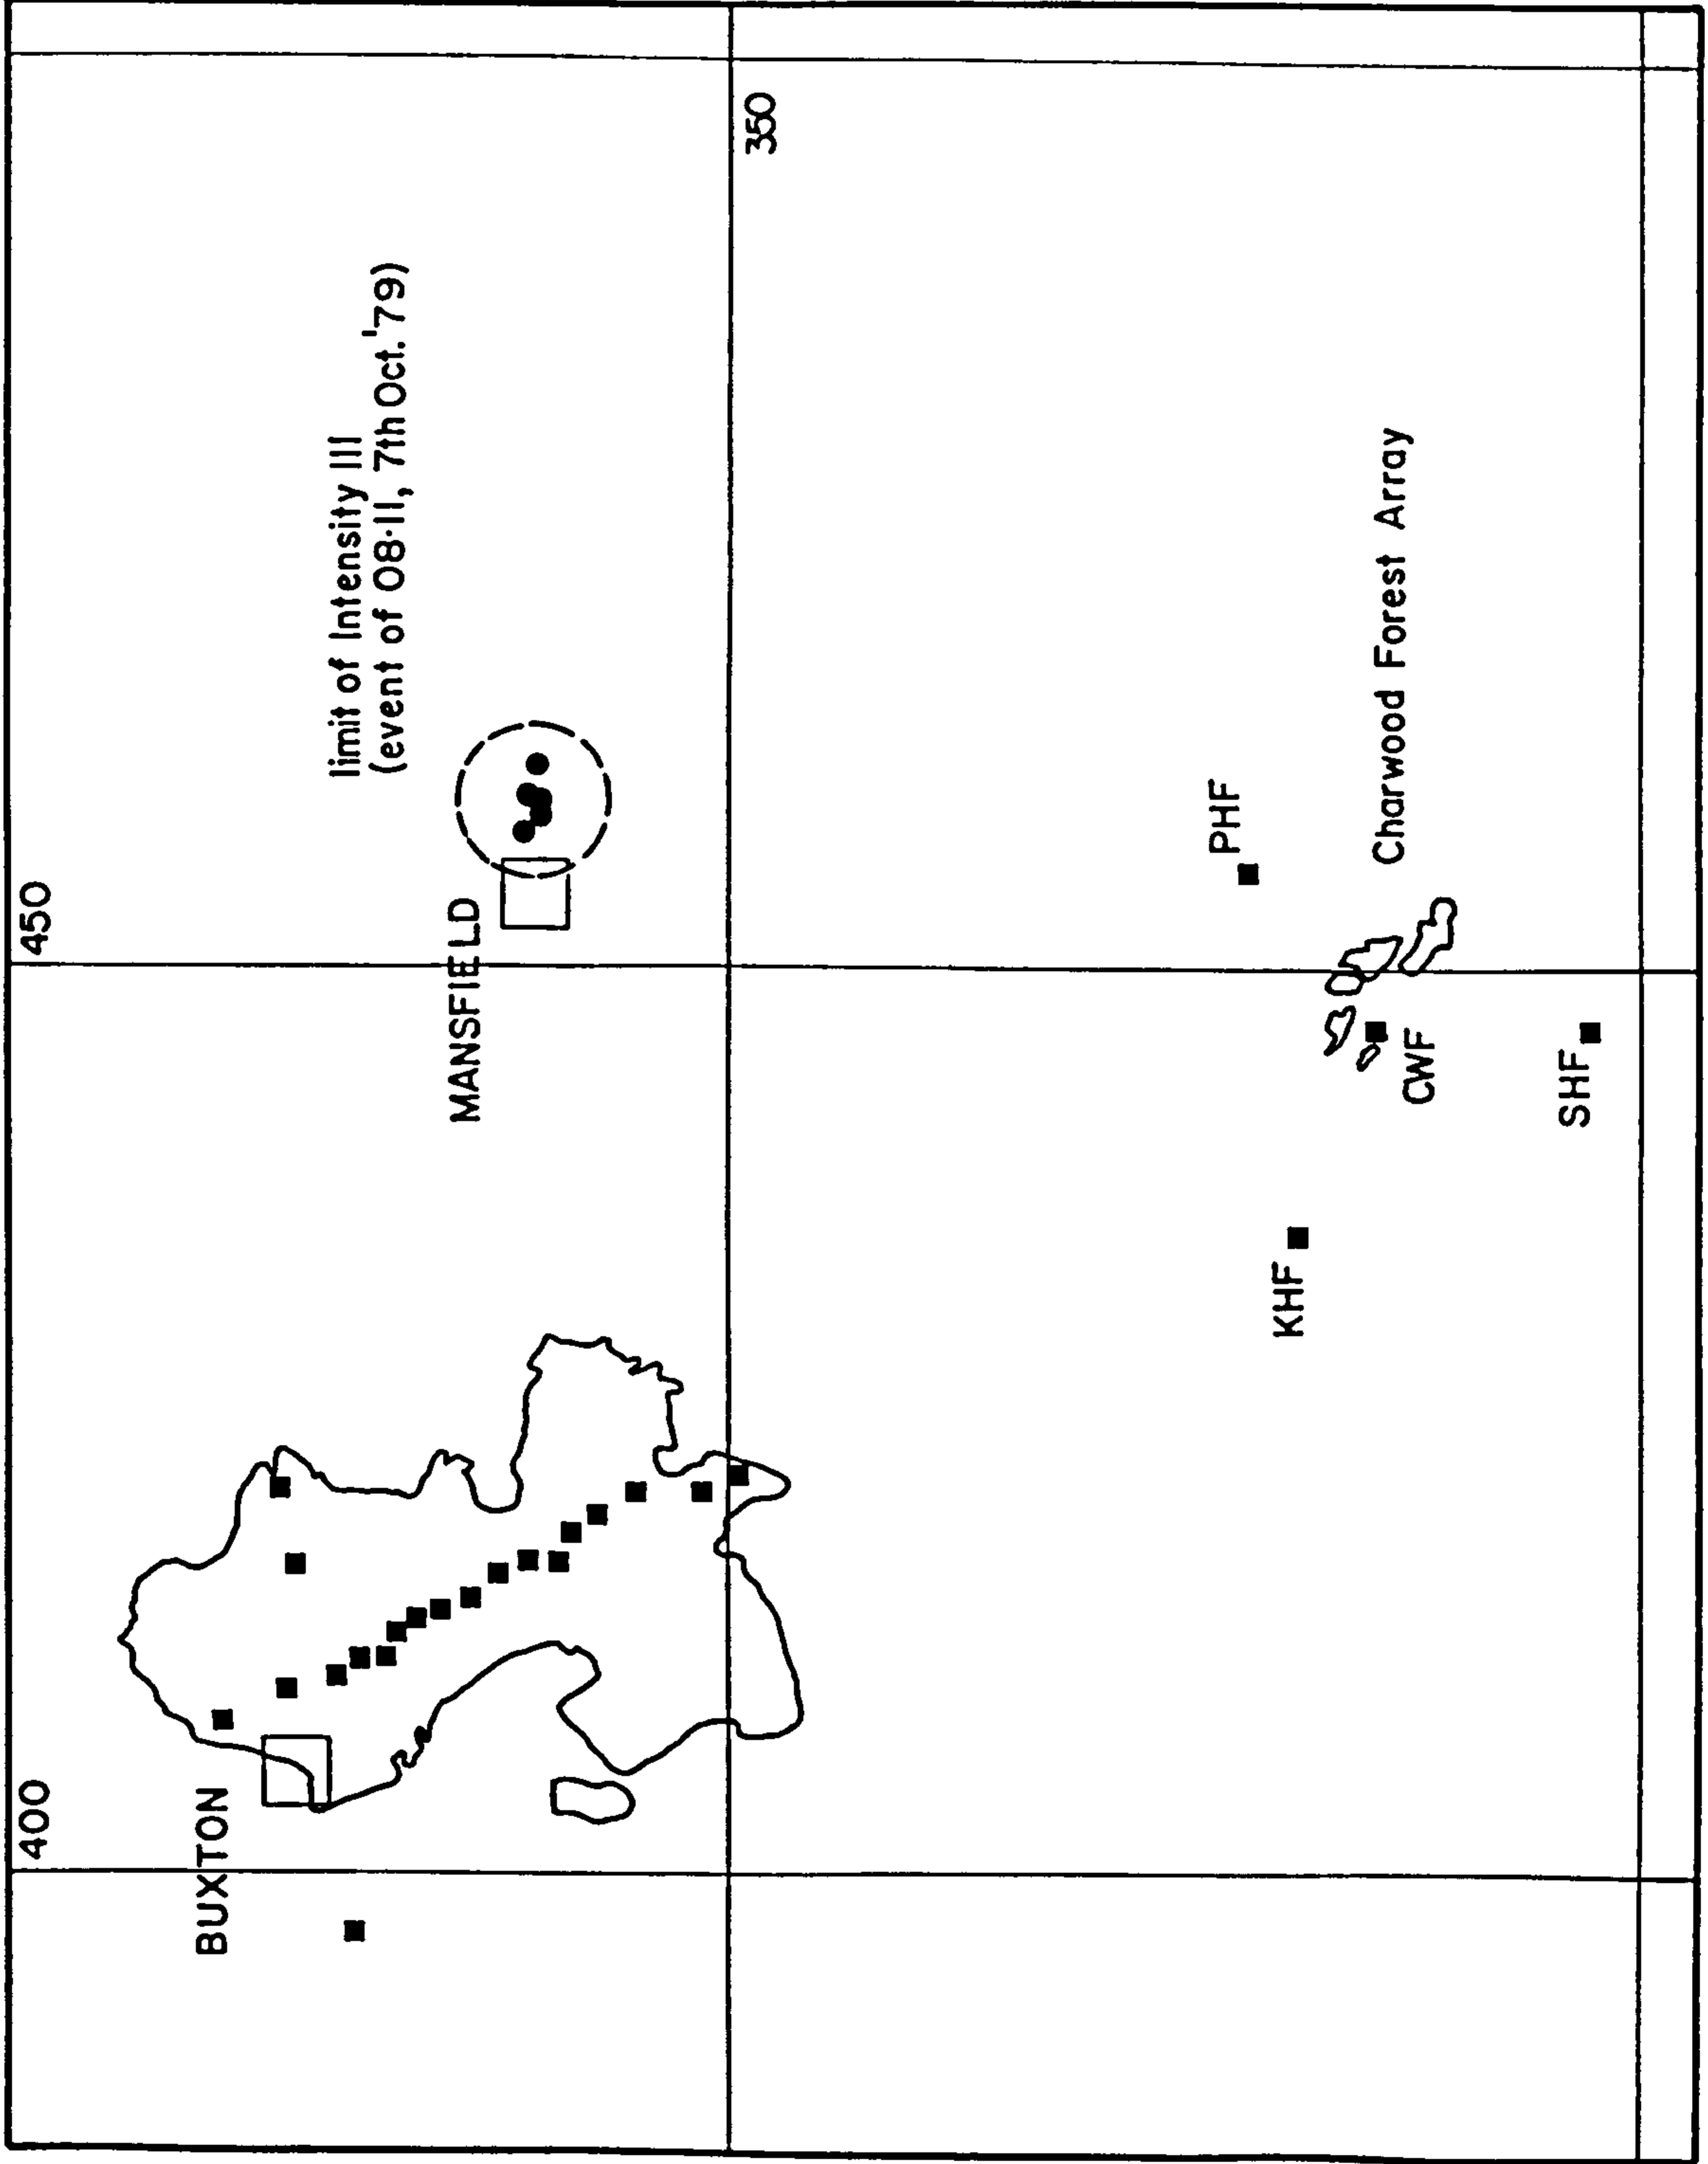 400
450
BUXTON
limit of Intensity III
(event of 08·11, 7th Oct. '79)
MANSFIELD
350
PHF
KHF
Charwood Forest Array
CWF
SHF